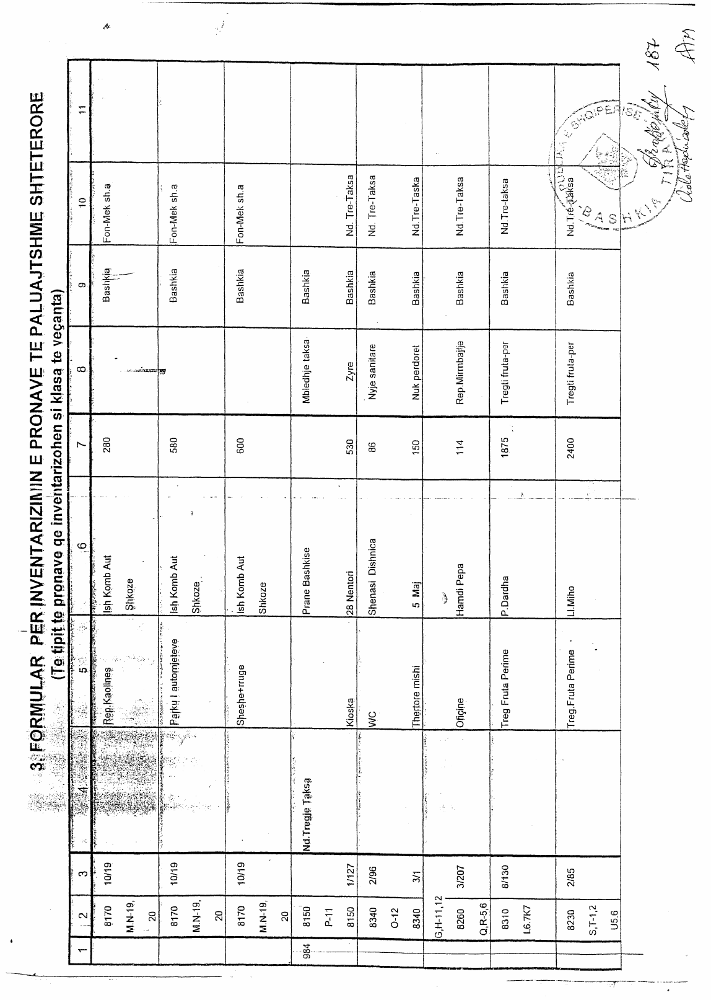 3. FORMULAR PER INVENTARIZIMIN E PRONAVE TE PALUAJTSHME SHTETERORE
(Te tipit te pronave qe inventarizohen si klasa te veçanta)
1 2 3 4 5 6 7 8 9 10 11
8170 10/19 Rep.Kaolines Ish Komb Aut 280 Bashkia Fon-Mek sh.a
M.N-19, Shkoze
20
8170 10/19 Parku I automjeteve Ish Komb Aut 580 Bashkia Fon-Mek sh.a
M.N-19, Shkoze
20
8170 10/19 Sheshe+rruge Ish Komb Aut 600 Bashkia Fon-Mek sh.a
M.N-19, Shkoze
20
984 8150 Nd.Tregje Taksa Prane Bashkise Mbledhje taksa Bashkia
P-11
8150 1/127 Kioska 28 Nentori 530 Zyre Bashkia Nd. Tre-Taksa
8340 2/96 WC Shenasi Dishnica 86 Nyje sanitare Bashkia Nd. Tre-Taksa
O-12
8340 3/1 Thertore mishi 5 Maj 150 Nuk perdoret Bashkia Nd.Tre-Taska
G,H-11,12
8260 3/207 Ofiçine Hamdi Pepa 114 Rep.Mirmbajtje Bashkia Nd.Tre-Taksa
Q,R-5,6
8310 8/130 Treg Fruta Perime P.Dardha 1875 Tregti fruta-per Bashkia Nd.Tre-taksa
L6.7K7
8230 2/85 Treg.Fruta Perime Ll.Miho 2400 Tregti fruta-per Bashkia Nd.Tre-Taksa
S,T-1,2
U5.6
E SHQIPERISE
BASHKIA TIRA
187